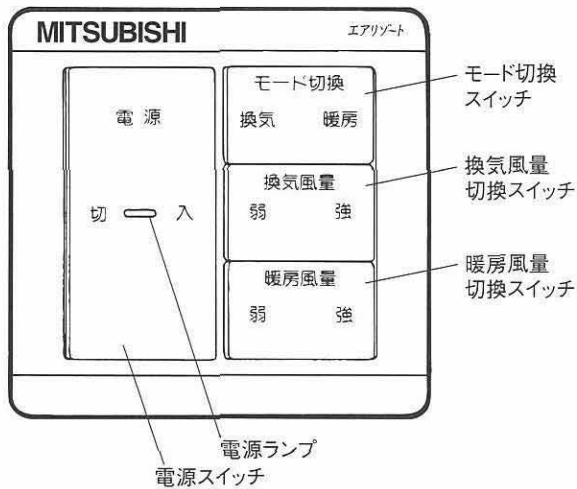 MITSUBISHI
エアリゾート
電源
切 入
モード切換
換気 暖房
換気風量
弱 強
暖房風量
弱 強
モード切換
スイッチ
換気風量
切換スイッチ
暖房風量
切換スイッチ
電源ランプ
電源スイッチ